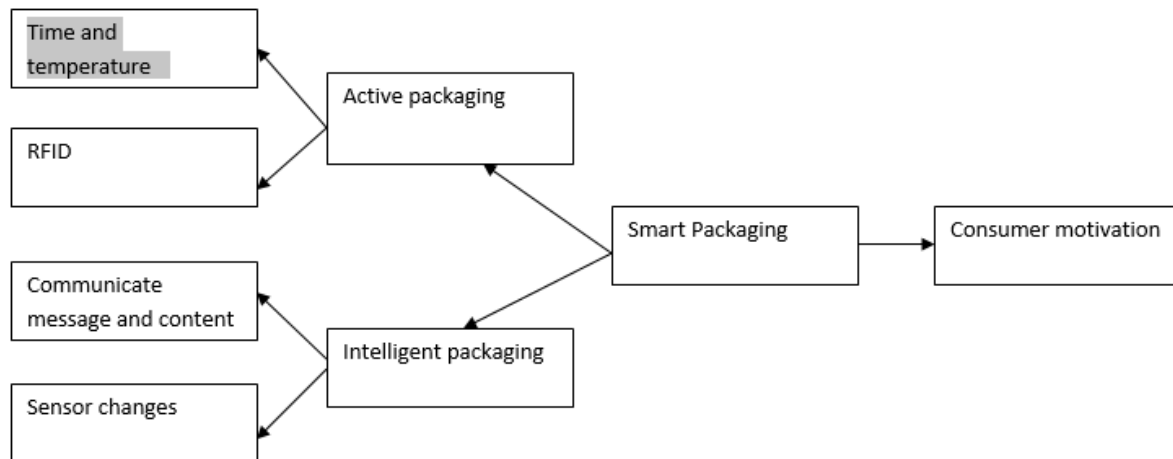 Time and
temperature
Active packaging
RFID
Smart Packaging
Consumer motivation
Communicate
message and content
Intelligent packaging
Sensor changes